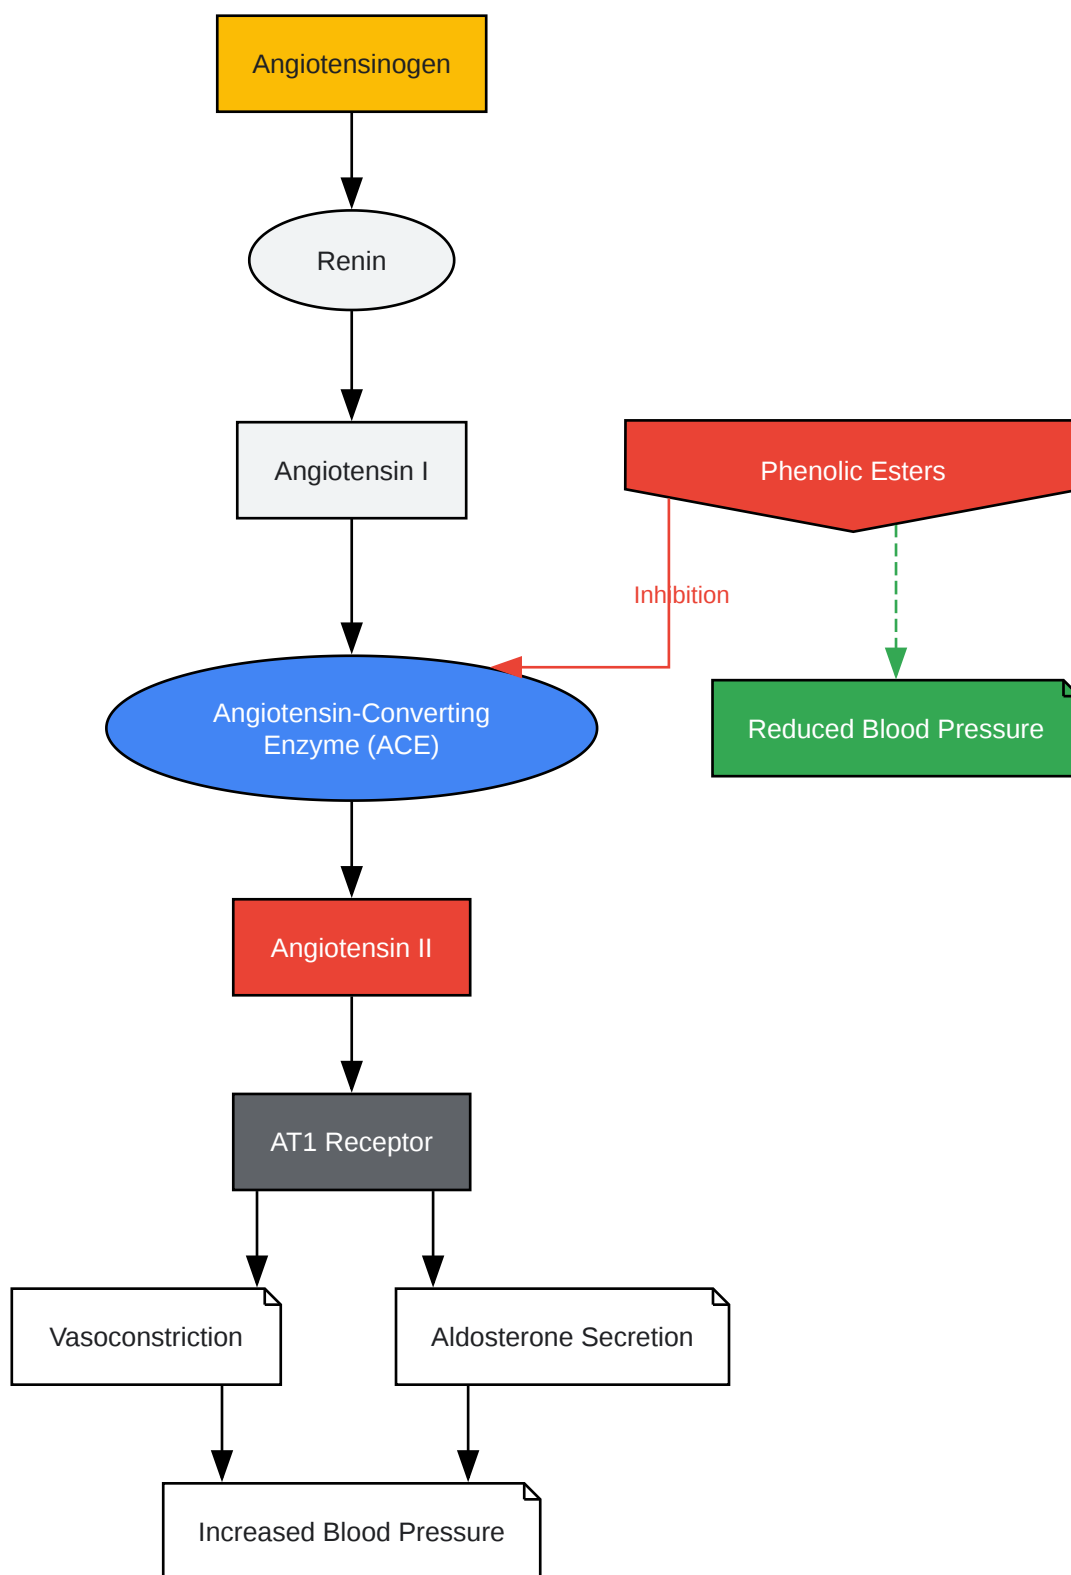 Angiotensinogen
Renin
Angiotensin I
Phenolic Esters
Inhibition
Angiotensin-Converting
Enzyme (ACE)
Reduced Blood Pressure
Angiotensin II
AT1 Receptor
Vasoconstriction
Aldosterone Secretion
Increased Blood Pressure